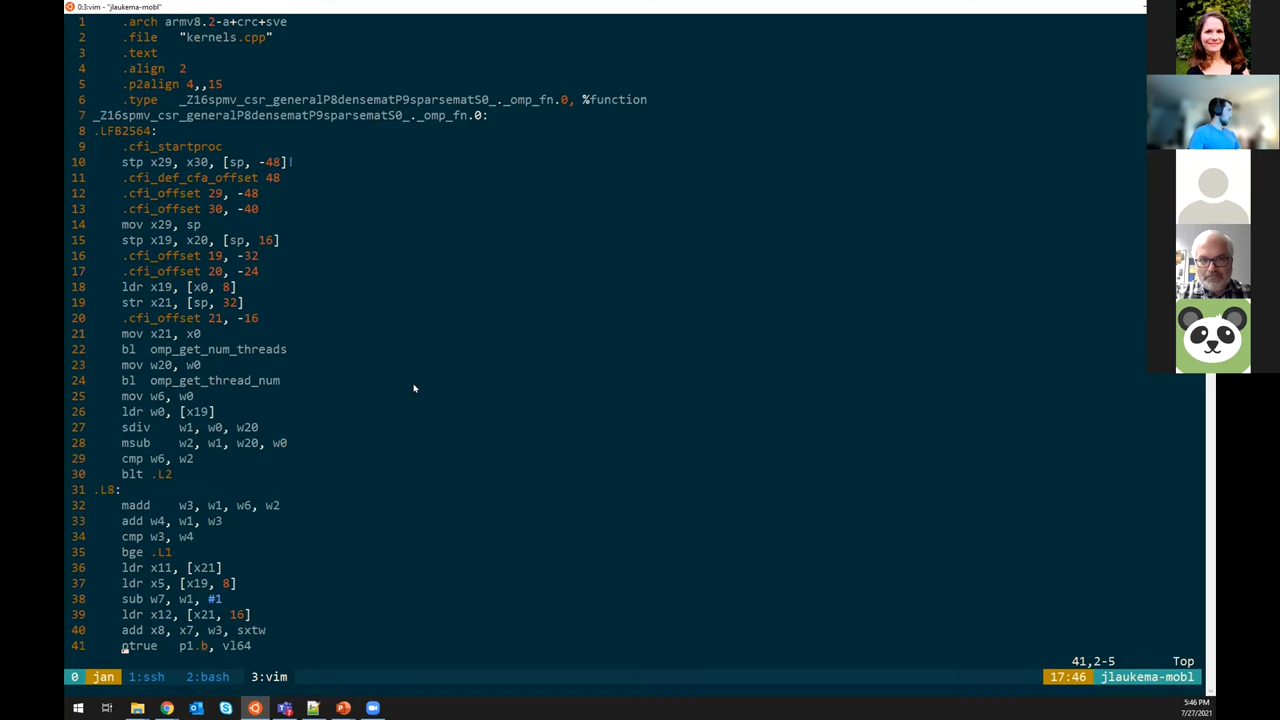 0:3:vim - "jlaukema-mobl"
1 .arch armv8.2-a+crc+sve
2 .file "kernels.cpp"
3 .text
4 .align 2
5 .p2align 4,,15
6 .type _Z16spmv_csr_generalP8densematP9sparsematS0_._omp_fn.0, %function
7 _Z16spmv_csr_generalP8densematP9sparsematS0_._omp_fn.0:
8 .LFB2564:
9 .cfi_startproc
10 stp x29, x30, [sp, -48]!
11 .cfi_def_cfa_offset 48
12 .cfi_offset 29, -48
13 .cfi_offset 30, -40
14 mov x29, sp
15 stp x19, x20, [sp, 16]
16 .cfi_offset 19, -32
17 .cfi_offset 20, -24
18 ldr x19, [x0, 8]
19 str x21, [sp, 32]
20 .cfi_offset 21, -16
21 mov x21, x0
22 bl omp_get_num_threads
23 mov w20, w0
24 bl omp_get_thread_num
25 mov w6, w0
26 ldr w0, [x19]
27 sdiv w1, w0, w20
28 msub w2, w1, w20, w0
29 cmp w6, w2
30 blt .L2
31 .L8:
32 madd w3, w1, w6, w2
33 add w4, w1, w3
34 cmp w3, w4
35 bge .L1
36 ldr x11, [x21]
37 ldr x5, [x19, 8]
38 sub w7, w1, #1
39 ldr x12, [x21, 16]
40 add x8, x7, w3, sxtw
41 ptrue p1.b, vl64
41,2-5 Top
0 jan 1:ssh 2:bash 3:vim 17:46 jlaukema-mobl
5:46 PM
7/27/2021